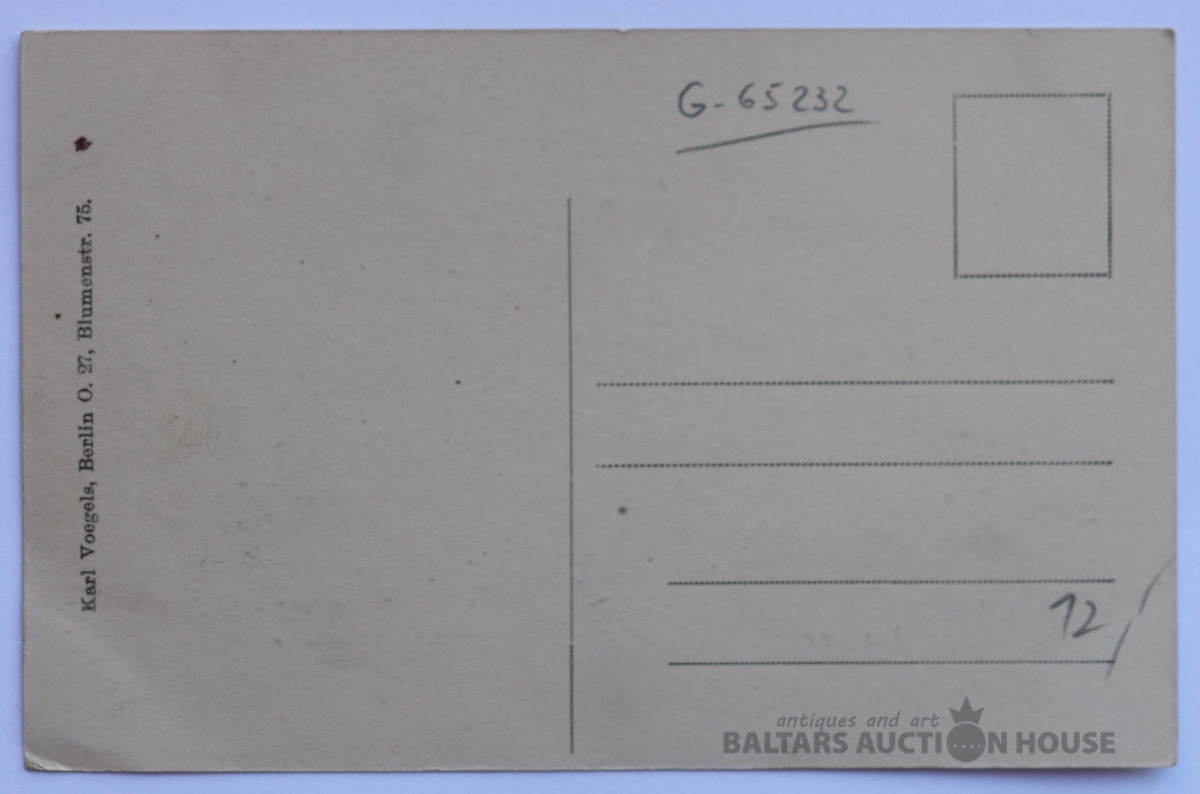 Karl Voegels, Berlin O. 27, Blumenstr. 75.
G-65232
12
antiques and art
BALTARS AUCTION HOUSE